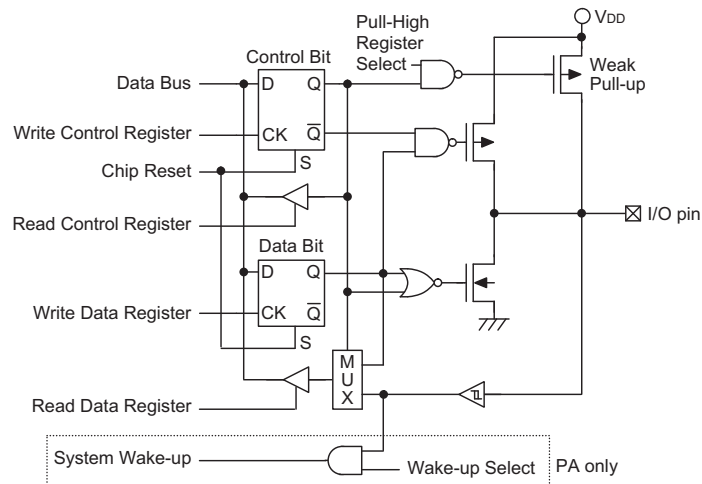 VDD
Pull-High
Register
Select
Control Bit
Weak
Pull-up
Data Bus
D
Q
Write Control Register
CK
Q
Chip Reset
S
I/O pin
Read Control Register
Data Bit
D
Q
Write Data Register
CK
Q
S
M
U
X
Read Data Register
System Wake-up
Wake-up Select
PA only